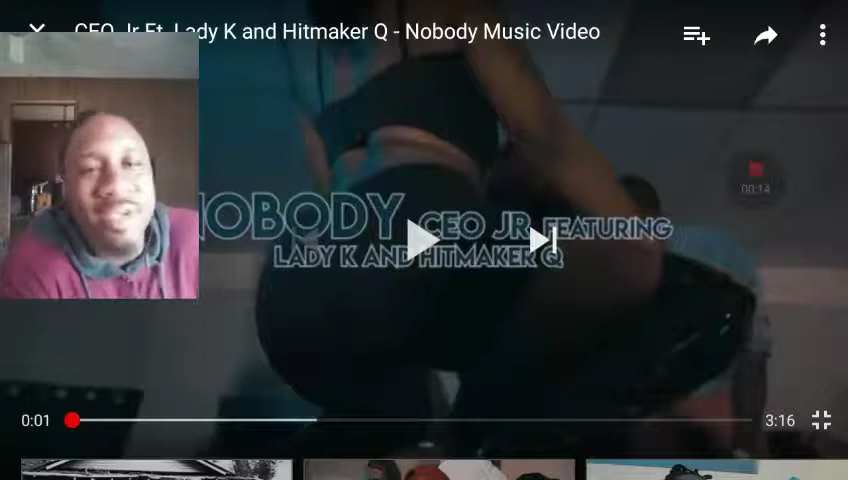 CEO Jr Ft. Lady K and Hitmaker Q - Nobody Music Video
00:14
NOBODY CEO JR. FEATURING
LADY K AND HITMAKER Q
0:01
3:16